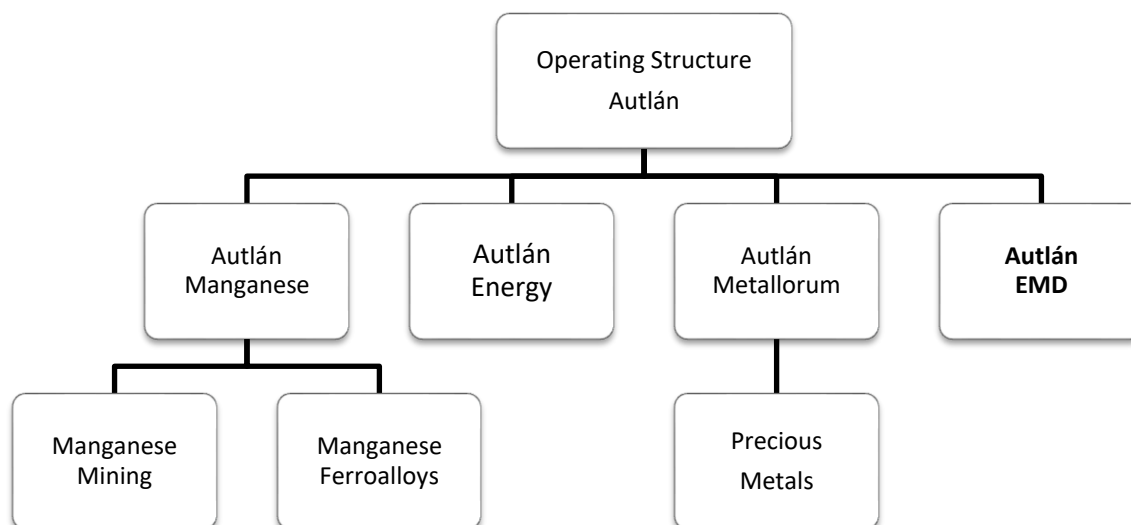 Operating Structure
Autlán
Autlán
Manganese
Autlán
Energy
Autlán
Metallorum
Autlán
EMD
Manganese
Mining
Manganese
Ferroalloys
Precious
Metals